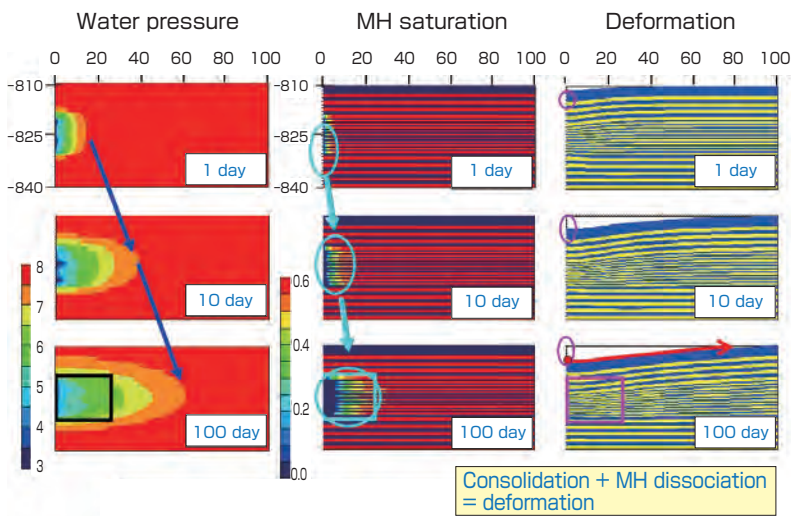 Water pressure MH saturation Deformation
0 20 40 60 80 100 0 20 40 60 80 100 0 20 40 60 80 100
-810 -810
-825 -825
1 day 1 day 1 day
-840 -840
8
7
6
5
4
3
0.6
0.4
0.2
0.0
10 day 10 day 10 day
100 day 100 day 100 day
Consolidation + MH dissociation
= deformation